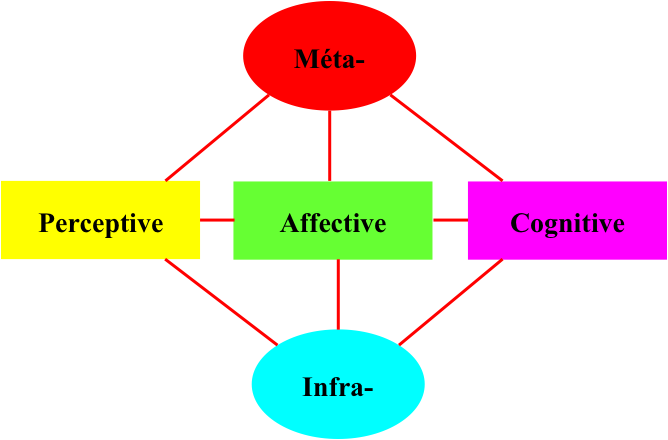 Méta-
Perceptive
Affective
Cognitive
Infra-